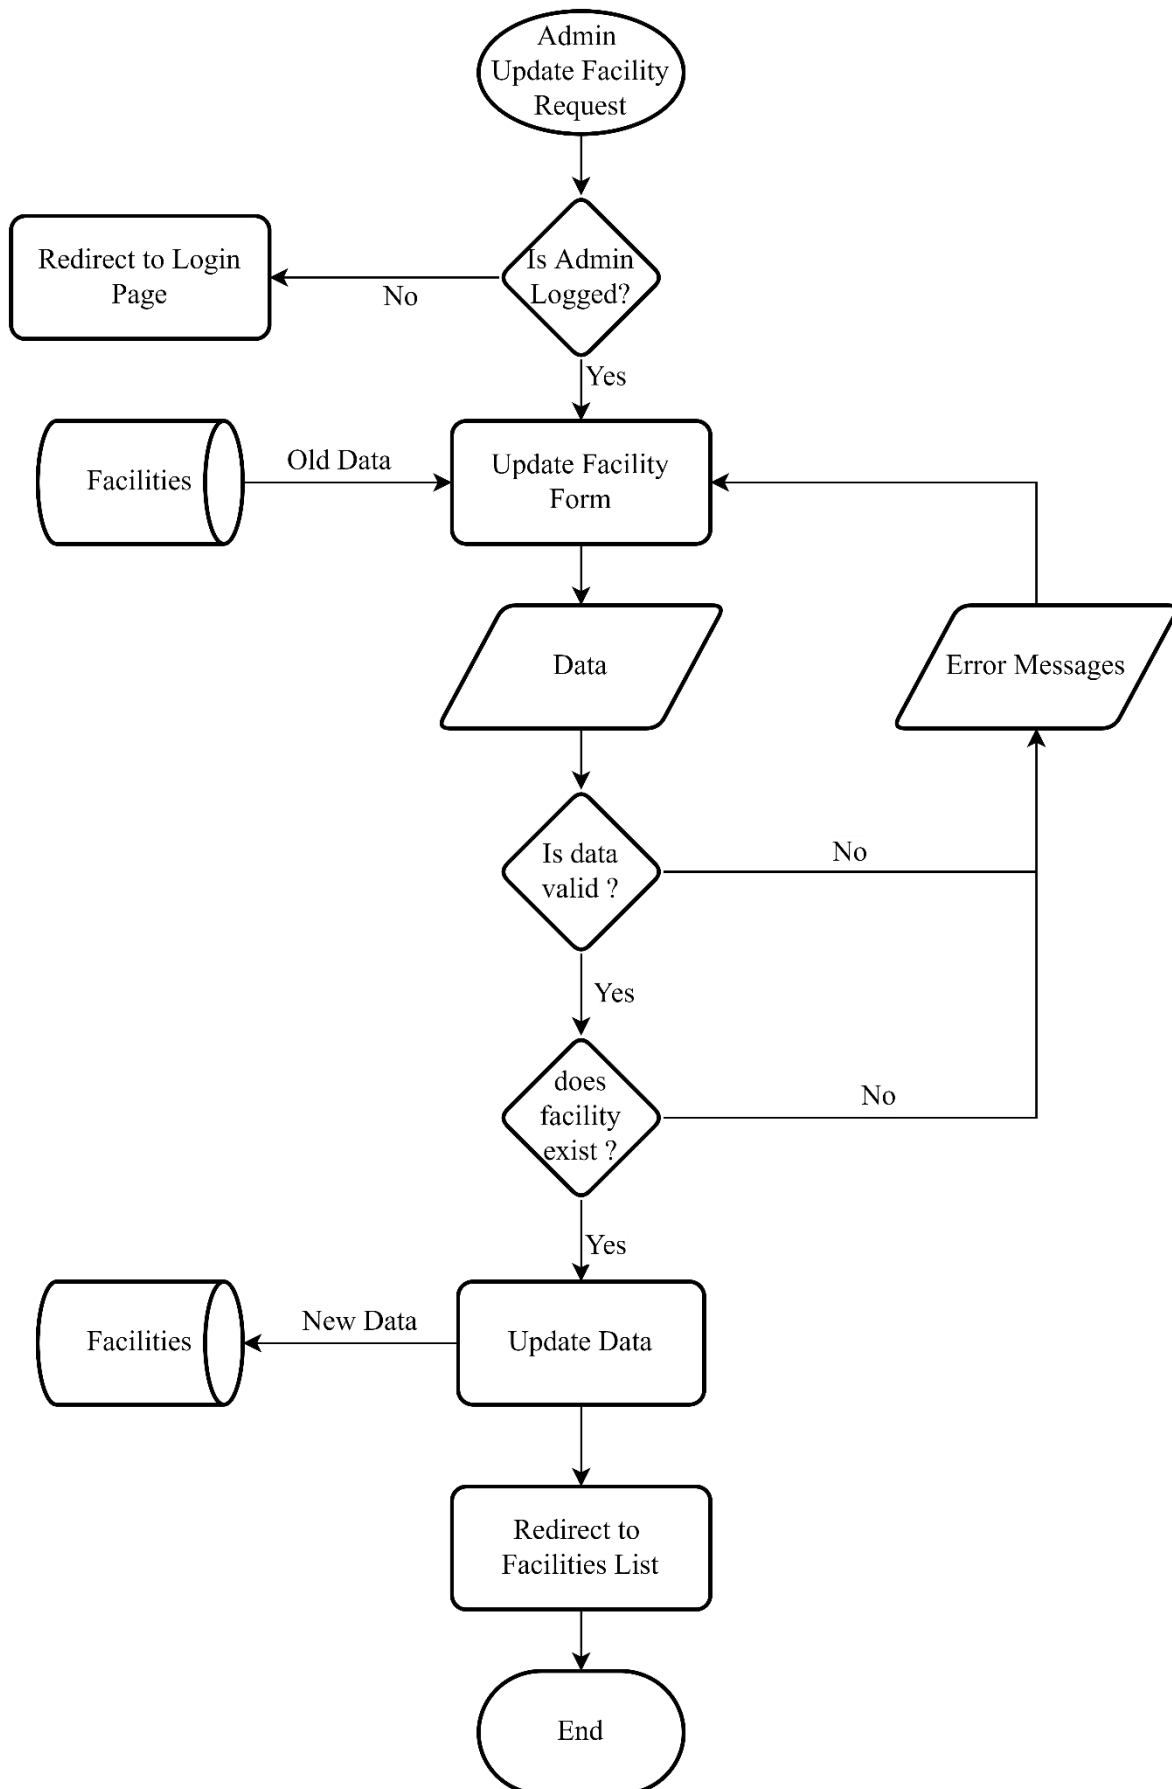 Admin
Update Facility
Request
Is Admin
Logged?
Redirect to Login
Page
No
Yes
Facilities
Old Data
Update Facility
Form
Data
Error Messages
Is data
valid ?
No
Yes
does
facility
exist ?
No
Yes
Facilities
New Data
Update Data
Redirect to
Facilities List
End